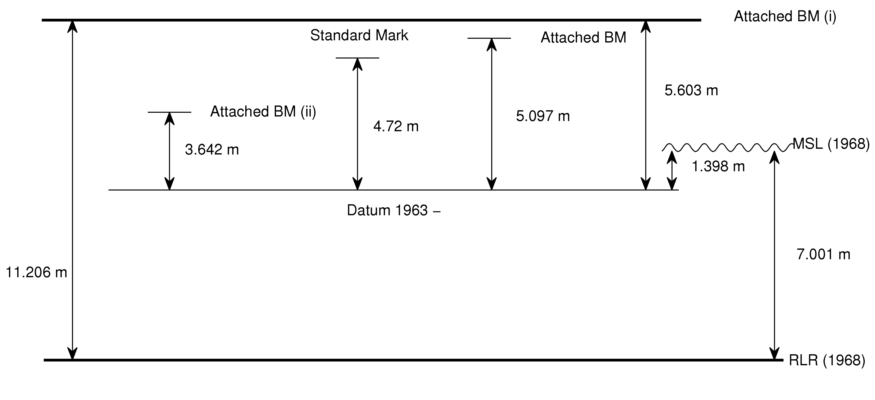 Attached BM (i)
Standard Mark
Attached BM
5.603 m
Attached BM (ii)
5.097 m
4.72 m
3.642 m
MSL (1968)
1.398 m
Datum 1963 –
7.001 m
11.206 m
RLR (1968)